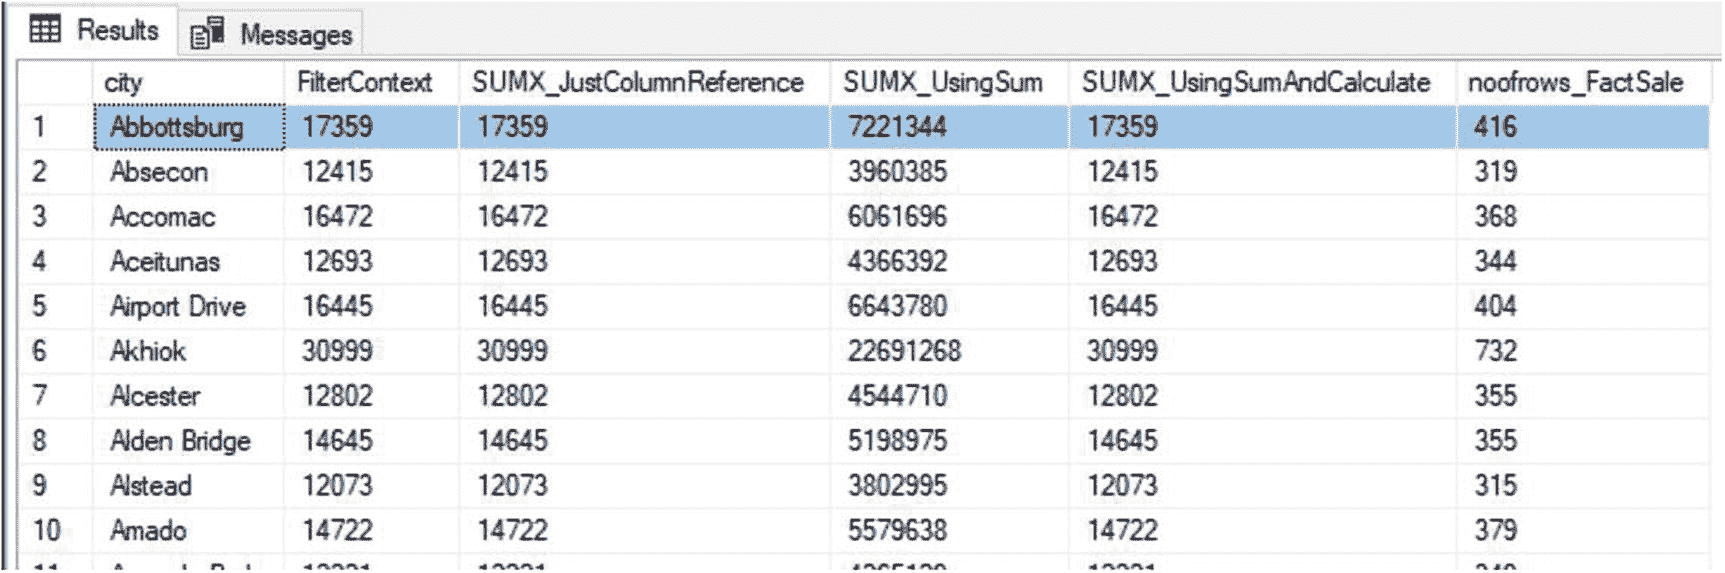 Results Messages
city FilterContext SUMX_JustColumnReference SUMX_UsingSum SUMX_UsingSumAndCalculate noofrows_FactSale
1 Abbottsburg 17359 17359 7221344 17359 416
2 Absecon 12415 12415 3960385 12415 319
3 Accomac 16472 16472 6061696 16472 368
4 Aceitunas 12693 12693 4366392 12693 344
5 Airport Drive 16445 16445 6643780 16445 404
6 Akhiok 30999 30999 22691268 30999 732
7 Alcester 12802 12802 4544710 12802 355
8 Alden Bridge 14645 14645 5198975 14645 355
9 Alstead 12073 12073 3802995 12073 315
10 Amado 14722 14722 5579638 14722 379